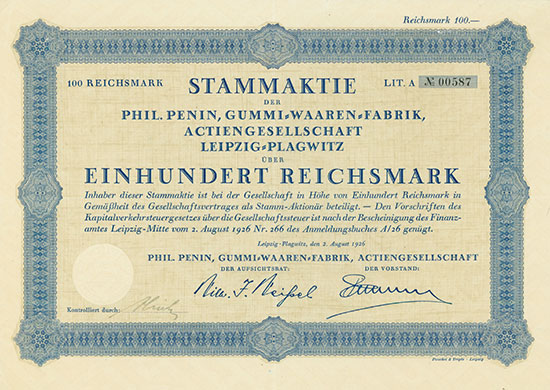 Reichsmark 100.—
100 REICHSMARK STAMMAKTIE LIT. A № 00587
DER
PHIL. PENIN, GUMMI-WAAREN-FABRIK,
ACTIENGESELLSCHAFT
LEIPZIG-PLAGWITZ
ÜBER
EINHUNDERT REICHSMARK
Inhaber dieser Stammaktie ist bei der Gesellschaft in Höhe von Einhundert Reichsmark in
Gemäßheit des Gesellschaftsvertrages als Stamm-Aktionär beteiligt. — Den Vorschriften des
Kapitalverkehrsteuergesetzes über die Gesellschaftssteuer ist nach der Bescheinigung des Finanz-
amtes Leipzig-Mitte vom 2. August 1926 Nr. 266 des Anmeldungsbuches A/26 genügt.
Leipzig-Plagwitz, den 2. August 1926
PHIL. PENIN, GUMMI-WAAREN-FABRIK, ACTIENGESELLSCHAFT
DER AUFSICHTSRAT: DER VORSTAND:
Kontrolliert durch:
Leipzig